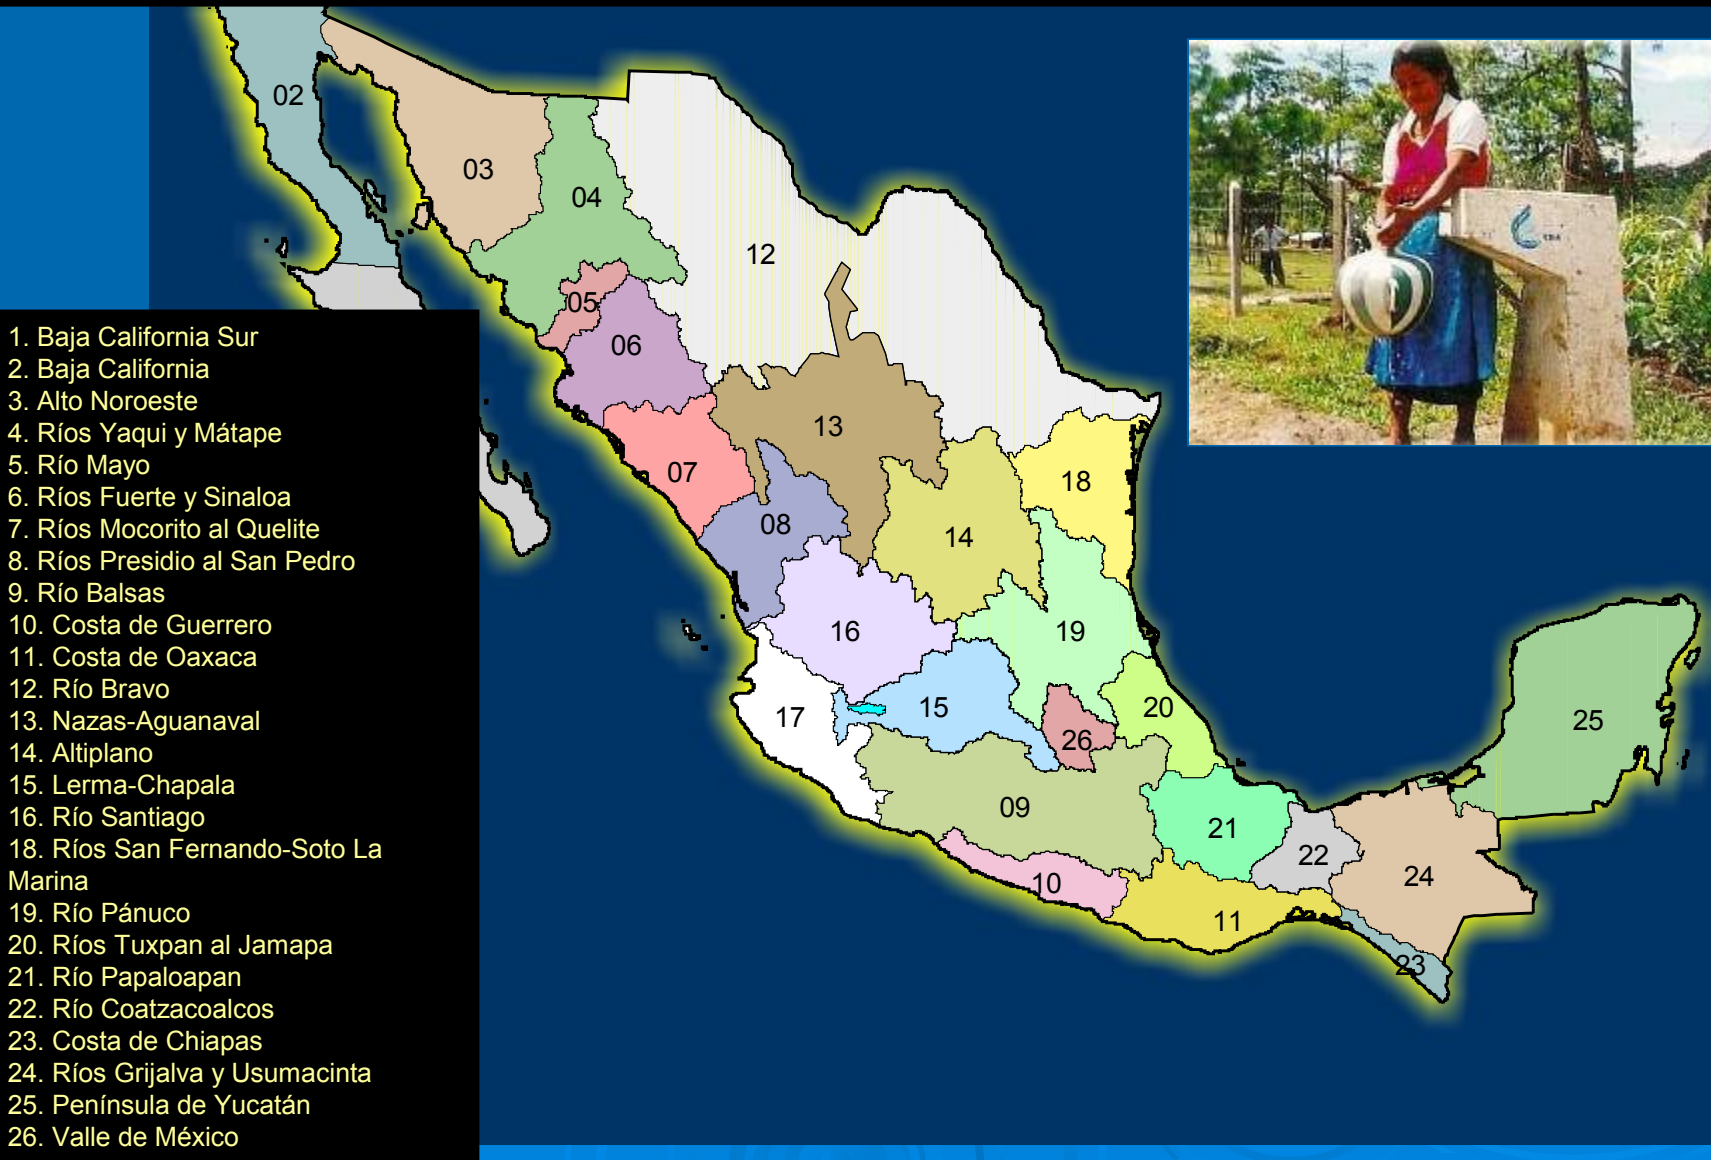 02
03
04
12
05
06
13
07
18
08
14
16
19
15
17
20
25
26
09
21
22
24
10
11
23
1. Baja California Sur
2. Baja California
3. Alto Noroeste
4. Ríos Yaqui y Mátape
5. Río Mayo
6. Ríos Fuerte y Sinaloa
7. Ríos Mocorito al Quelite
8. Ríos Presidio al San Pedro
9. Río Balsas
10. Costa de Guerrero
11. Costa de Oaxaca
12. Río Bravo
13. Nazas-Aguanaval
14. Altiplano
15. Lerma-Chapala
16. Río Santiago
18. Ríos San Fernando-Soto La
Marina
19. Río Pánuco
20. Ríos Tuxpan al Jamapa
21. Río Papaloapan
22. Río Coatzacoalcos
23. Costa de Chiapas
24. Ríos Grijalva y Usumacinta
25. Península de Yucatán
26. Valle de México